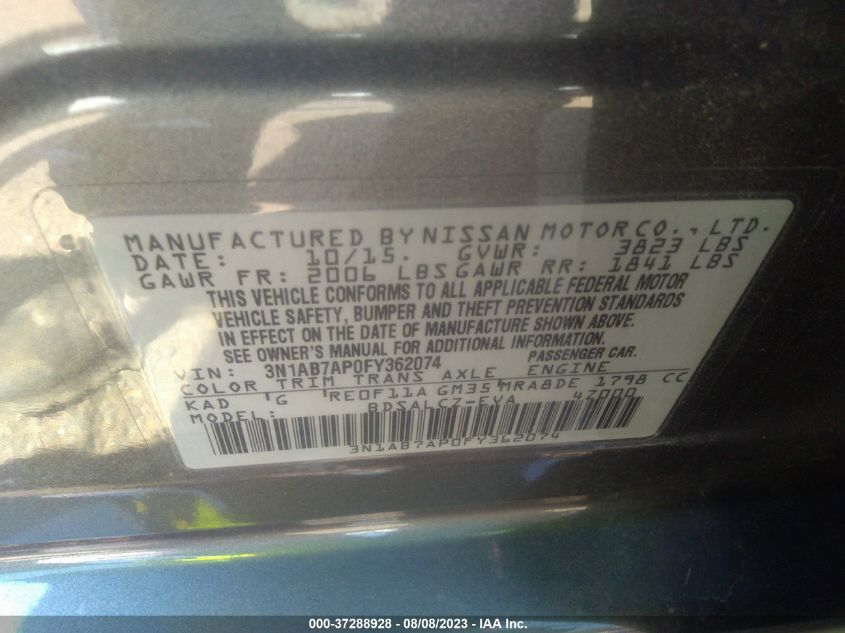 MANUFACTURED BY NISSAN MOTOR CO., LTD.
DATE: 10/15. GVWR: 3823 LBS
GAWR FR: 2006 LBS GAWR RR: 1841 LBS
THIS VEHICLE CONFORMS TO ALL APPLICABLE FEDERAL MOTOR
VEHICLE SAFETY, BUMPER AND THEFT PREVENTION STANDARDS
IN EFFECT ON THE DATE OF MANUFACTURE SHOWN ABOVE.
SEE OWNER'S MANUAL FOR ADDITIONAL INFORMATION.
VIN: 3N1AB7AP0FY362074 PASSENGER CAR.
COLOR TRIM TRANS AXLE ENGINE
KAD 'G 'RE0F11A GM35'MRA8DE 1798 CC
MODEL: BDSALCZ-EVA 4Z000
3N1AB7AP0FY362074
000-37288928 - 08/08/2023 - IAA Inc.